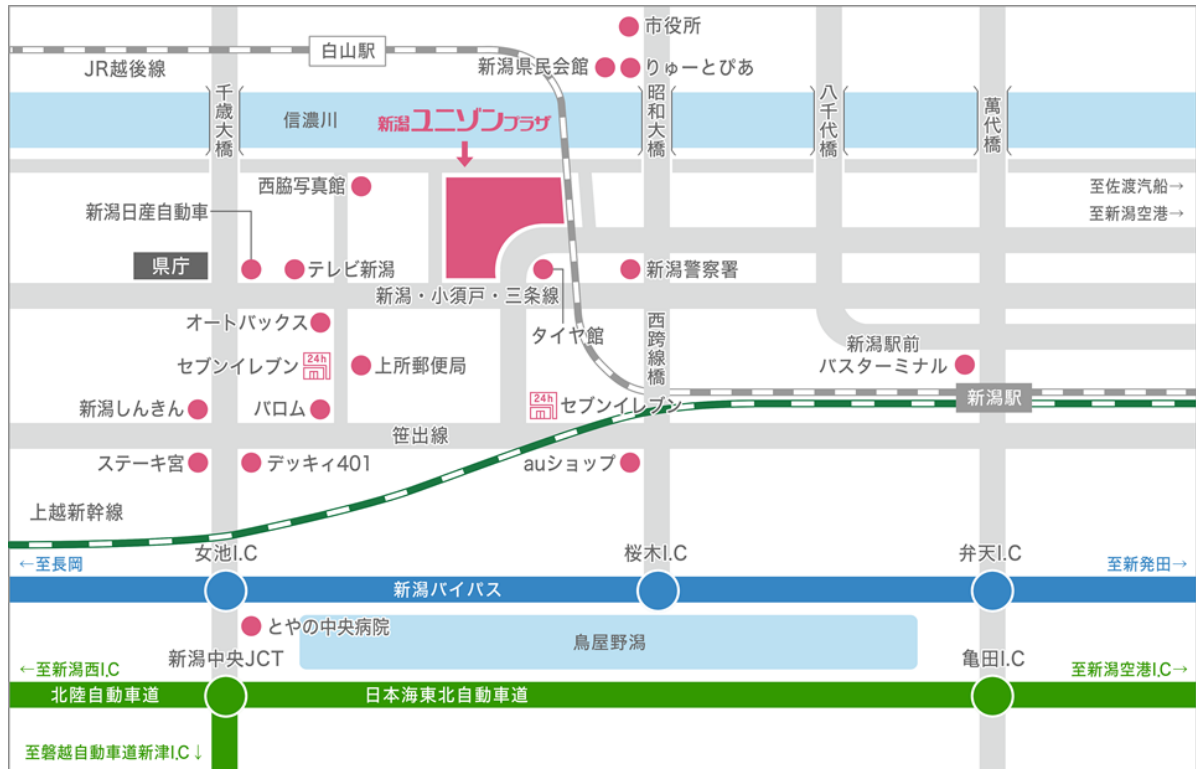 市役所
白山駅
JR越後線
新潟県民会館
りゅーとぴあ
千歳大橋
信濃川
新潟ユニゾンプラザ
↓
昭和大橋
八千代橋
萬代橋
西脇写真館
至佐渡汽船→
新潟日産自動車
至新潟空港→
県庁
テレビ新潟
新潟警察署
新潟・小須戸・三条線
オートバックス
タイヤ館
西跨線橋
新潟駅前
バスターミナル
セブンイレブン
24h
上所郵便局
新潟駅
新潟しんきん
パロム
24h
セブンイレブン
笹出線
ステーキ宮
デッキィ401
auショップ
上越新幹線
女池I.C
桜木I.C
弁天I.C
←至長岡
至新発田→
新潟バイパス
とやの中央病院
鳥屋野潟
新潟中央JCT
亀田I.C
←至新潟西I.C
至新潟空港I.C→
北陸自動車道
日本海東北自動車道
至磐越自動車道新津I.C↓